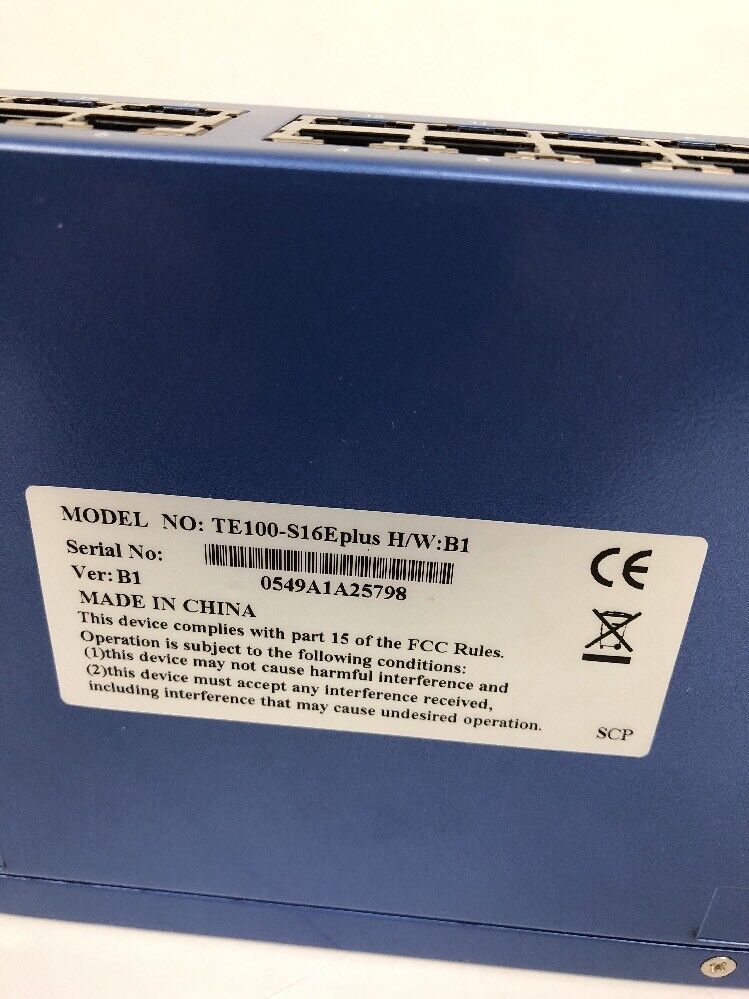 MODEL NO: TE100-S16Eplus H/W:B1
Serial No:
Ver: B1 0549A1A25798
MADE IN CHINA
This device complies with part 15 of the FCC Rules.
Operation is subject to the following conditions:
(1)this device may not cause harmful interference and
(2)this device must accept any interference received,
including interference that may cause undesired operation.
CE
SCP